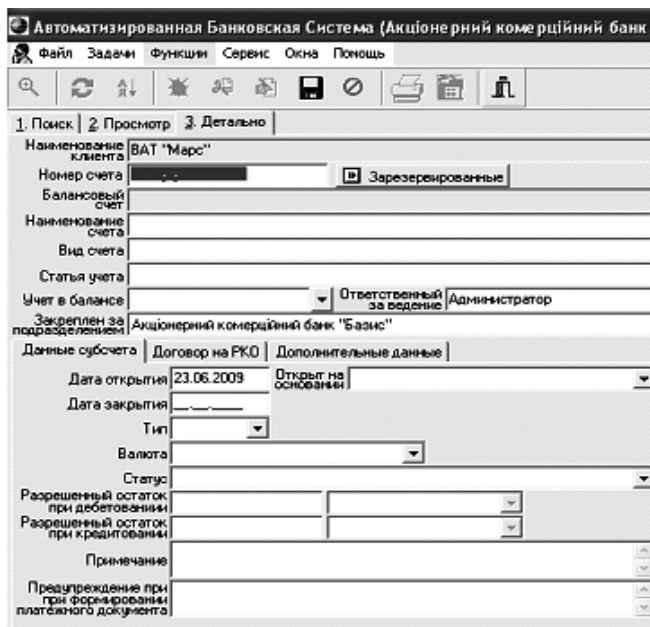 Автоматизированная Банковская Система (Акціонерний комерційний банк
Файл Задачи Функции Сервис Окна Помощь
1. Поиск 2. Просмотр 3. Детально
Наименование клиента ВАТ "Марс"
Номер счета Зарезервированные
Балансовый счет
Наименование счета
Вид счета
Статья учета
Учет в балансе Ответственный за ведение Администратор
Закреплен за подразделением Акціонерний комерційний банк "Базис"
Данные субсчета Договор на РКО Дополнительные данные
Дата открытия 23.06.2009 Открыт на основании
Дата закрытия __.__.____
Тип
Валюта
Статус
Разрешенный остаток при дебетованиии
Разрешенный остаток при кредитовании
Примечание
Предупреждение при
при формировании
платежного документа